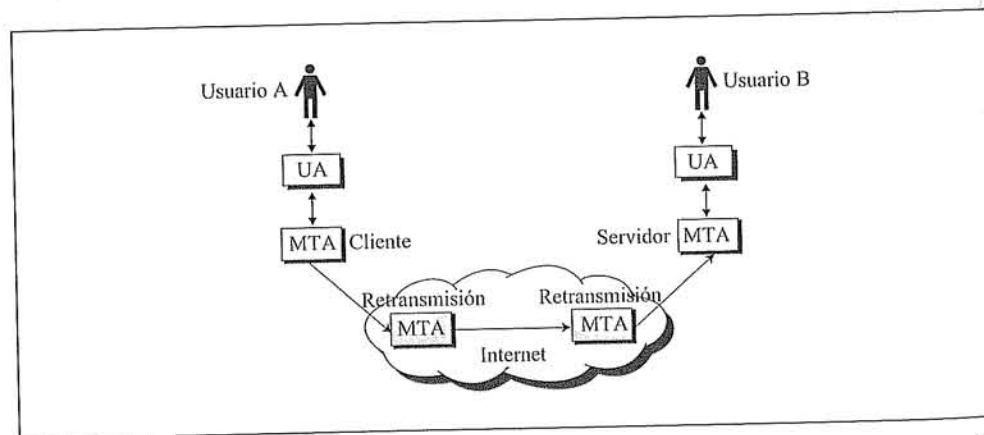 Usuario A
Usuario B
UA
UA
MTA Cliente
Servidor MTA
Retransmisión
Retransmisión
MTA
MTA
Internet